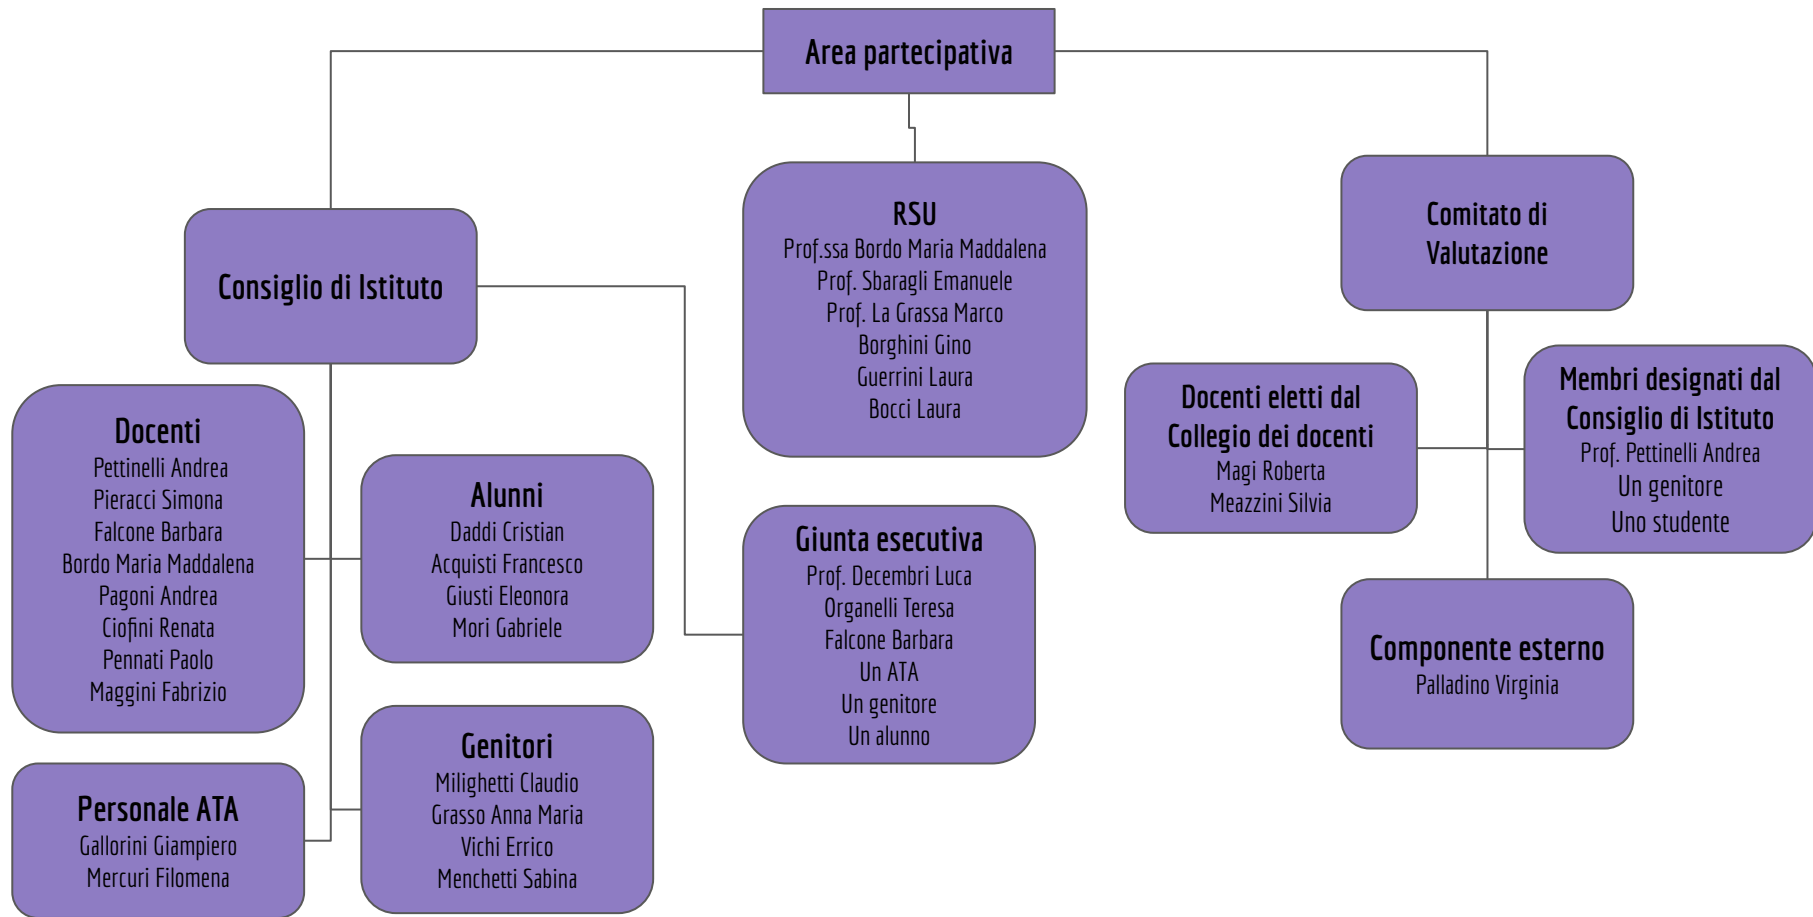 Area partecipativa
Consiglio di Istituto
RSU
Prof.ssa Bordo Maria Maddalena
Prof. Sbaragli Emanuele
Prof. La Grassa Marco
Borghini Gino
Guerrini Laura
Bocci Laura
Comitato di
Valutazione
Docenti
Pettinelli Andrea
Pieracci Simona
Falcone Barbara
Bordo Maria Maddalena
Pagoni Andrea
Ciofini Renata
Pennati Paolo
Maggini Fabrizio
Alunni
Daddi Cristian
Acquisti Francesco
Giusti Eleonora
Mori Gabriele
Personale ATA
Gallorini Giampiero
Mercuri Filomena
Genitori
Milighetti Claudio
Grasso Anna Maria
Vichi Errico
Menchetti Sabina
Giunta esecutiva
Prof. Decembri Luca
Organelli Teresa
Falcone Barbara
Un ATA
Un genitore
Un alunno
Docenti eletti dal
Collegio dei docenti
Magi Roberta
Meazzini Silvia
Membri designati dal
Consiglio di Istituto
Prof. Pettinelli Andrea
Un genitore
Uno studente
Componente esterno
Palladino Virginia